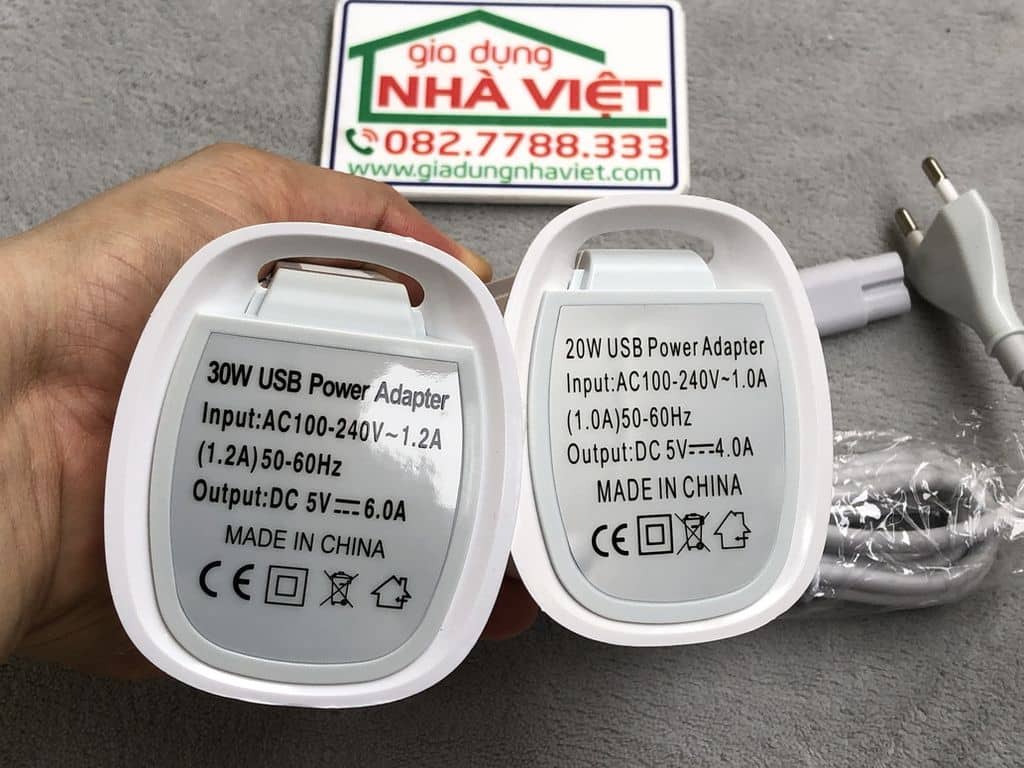 gia dụng
NHÀ VIỆT
082.7788.333
www.giadungnhaviet.com
30W USB Power Adapter
Input:AC100-240V~1.2A
(1.2A)50-60Hz
Output:DC 5V⎓6.0A
MADE IN CHINA
CE
20W USB Power Adapter
Input:AC100-240V~1.0A
(1.0A)50-60Hz
Output:DC 5V⎓4.0A
MADE IN CHINA
CE